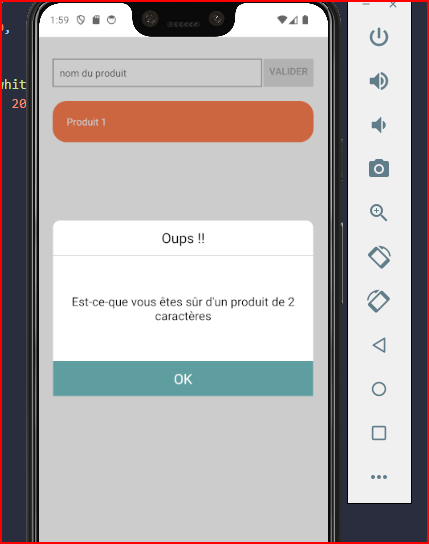 whit
20
1:59
nom du produit
VALIDER
Produit 1
Oups !!
Est-ce-que vous êtes sûr d'un produit de 2
caractères
OK